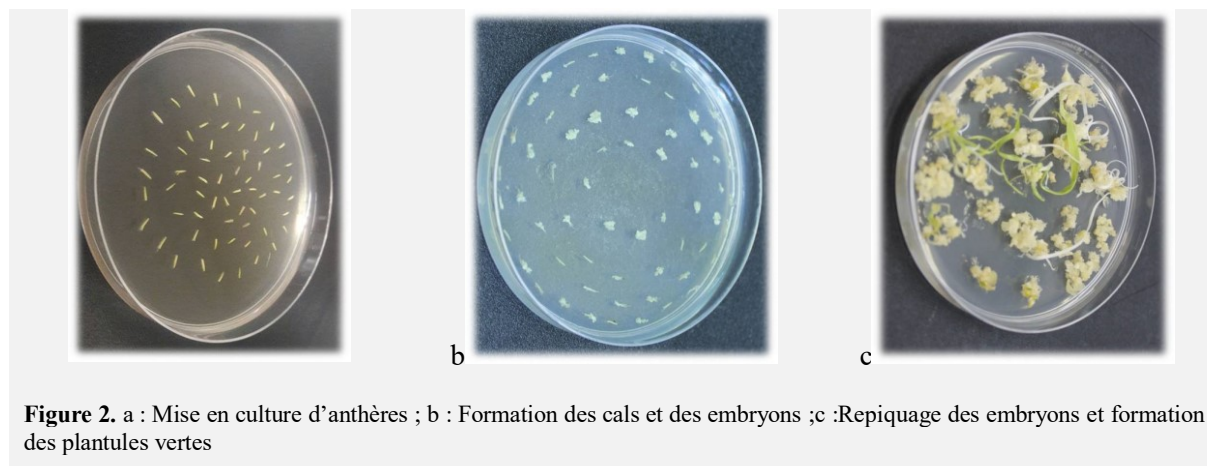 b
c
Figure 2. a : Mise en culture d’anthères ; b : Formation des cals et des embryons ;c :Repiquage des embryons et formation
des plantules vertes